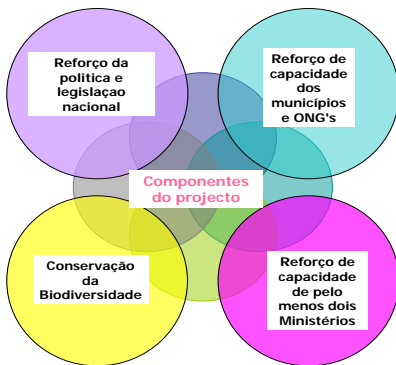 Reforço da
politica e
legislaçao
nacional
Reforço de
capacidade
dos
municípios
e ONG's
Componentes
do projecto
Conservação
da
Biodiversidade
Reforço de
capacidade
de pelo
menos dois
Ministérios